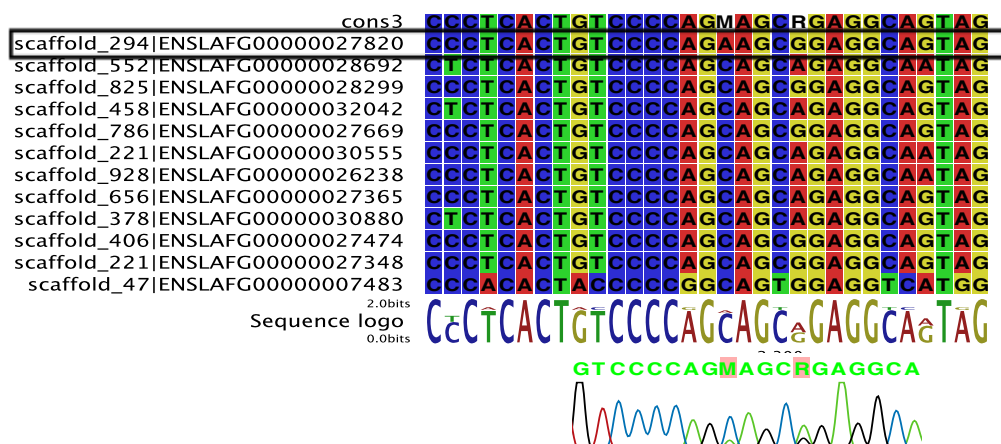 cons3 CCCTCACTGTCCCCAGMAGCRGAGGCAGTAG
scaffold_294|ENSLAFG00000027820 CCCTCACTGTCCCCAGAAGCGGAGGCAGTAG
scaffold_552|ENSLAFG00000028692 CTCTCACTGTCCCCAGCAGCAGAGGCAATAG
scaffold_825|ENSLAFG00000028299 CCCTCACTGTCCCCAGCAGCGGAGGCAGTAG
scaffold_458|ENSLAFG00000032042 CTCTCACTGTCCCCAGCAGCAGAGGCAGTAG
scaffold_786|ENSLAFG00000027669 CCCTCACTGTCCCCAGCAGCGGAGGCAGTAG
scaffold_221|ENSLAFG00000030555 CCCTCACTGTCCCCAGCAGCAGAGGCAATAG
scaffold_928|ENSLAFG00000026238 CCCTCACTGTCCCCAGCAGCAGAGGCAATAG
scaffold_656|ENSLAFG00000027365 CCCTCACTGTCCCCAGCAGCAGAGGCAGTAG
scaffold_378|ENSLAFG00000030880 CTCTCACTGTCCCCAGCAGCAGAGGCAGTAG
scaffold_406|ENSLAFG00000027474 CCCTCACTGTCCCCAGCAGCGGAGGCAGTAG
scaffold_221|ENSLAFG00000027348 CCCTCACTGTCCCCAGCAGCGGAGGCAGTAG
scaffold_47|ENSLAFG00000007483 CCCACACTACCCCCGGCAGTGGAGGTCATGG
2.0bits
Sequence logo CCCTCACTGTCCCCAGCAGCGGAGGCAGTAG
0.0bits
GTCCCCAGMAGCRGAGGCA